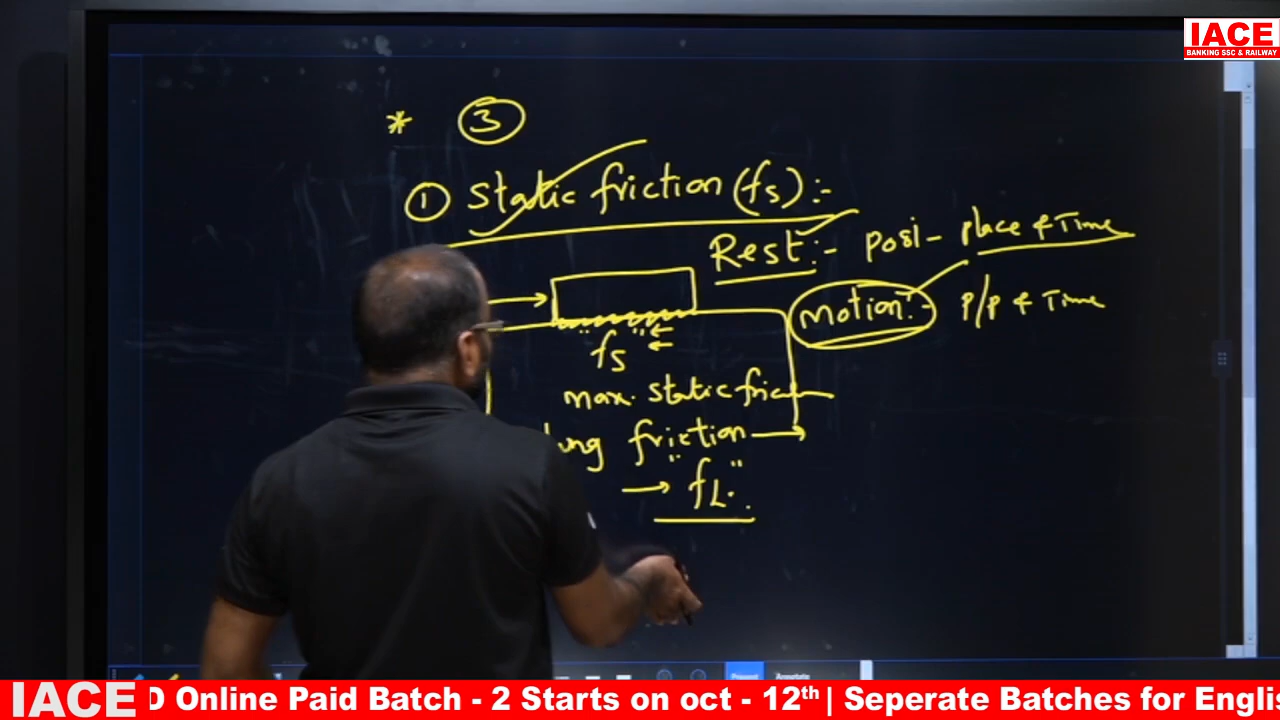 IACE
BANKING SSC & RAILWAY
* 3
① Static friction (fs) :-
Rest :- Posi - place & Time
motion :- P/P & Time
fs
max. static fric
friction →
→ fL.
IACE D Online Paid Batch - 2 Starts on oct - 12th | Seperate Batches for Englis